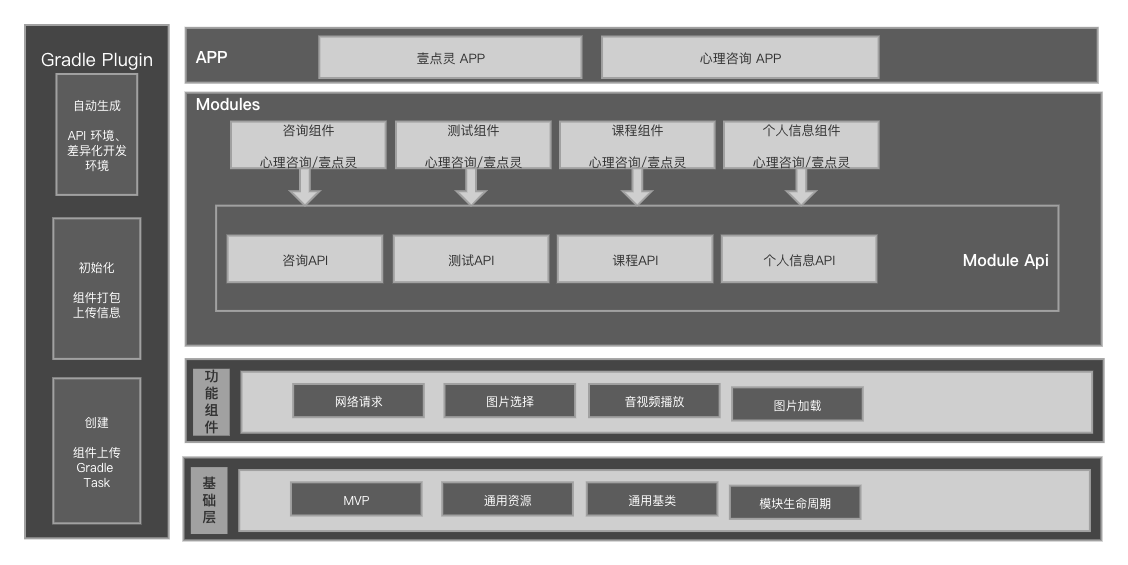 Gradle Plugin
自动生成
API 环境、
差异化开发
环境
初始化
组件打包
上传信息
创建
组件上传
Gradle
Task
APP
壹点灵 APP
心理咨询 APP
Modules
咨询组件
心理咨询/壹点灵
测试组件
心理咨询/壹点灵
课程组件
心理咨询/壹点灵
个人信息组件
心理咨询/壹点灵
咨询API
测试API
课程API
个人信息API
Module Api
功
能
组
件
网络请求
图片选择
音视频播放
图片加载
基
础
层
MVP
通用资源
通用基类
模块生命周期